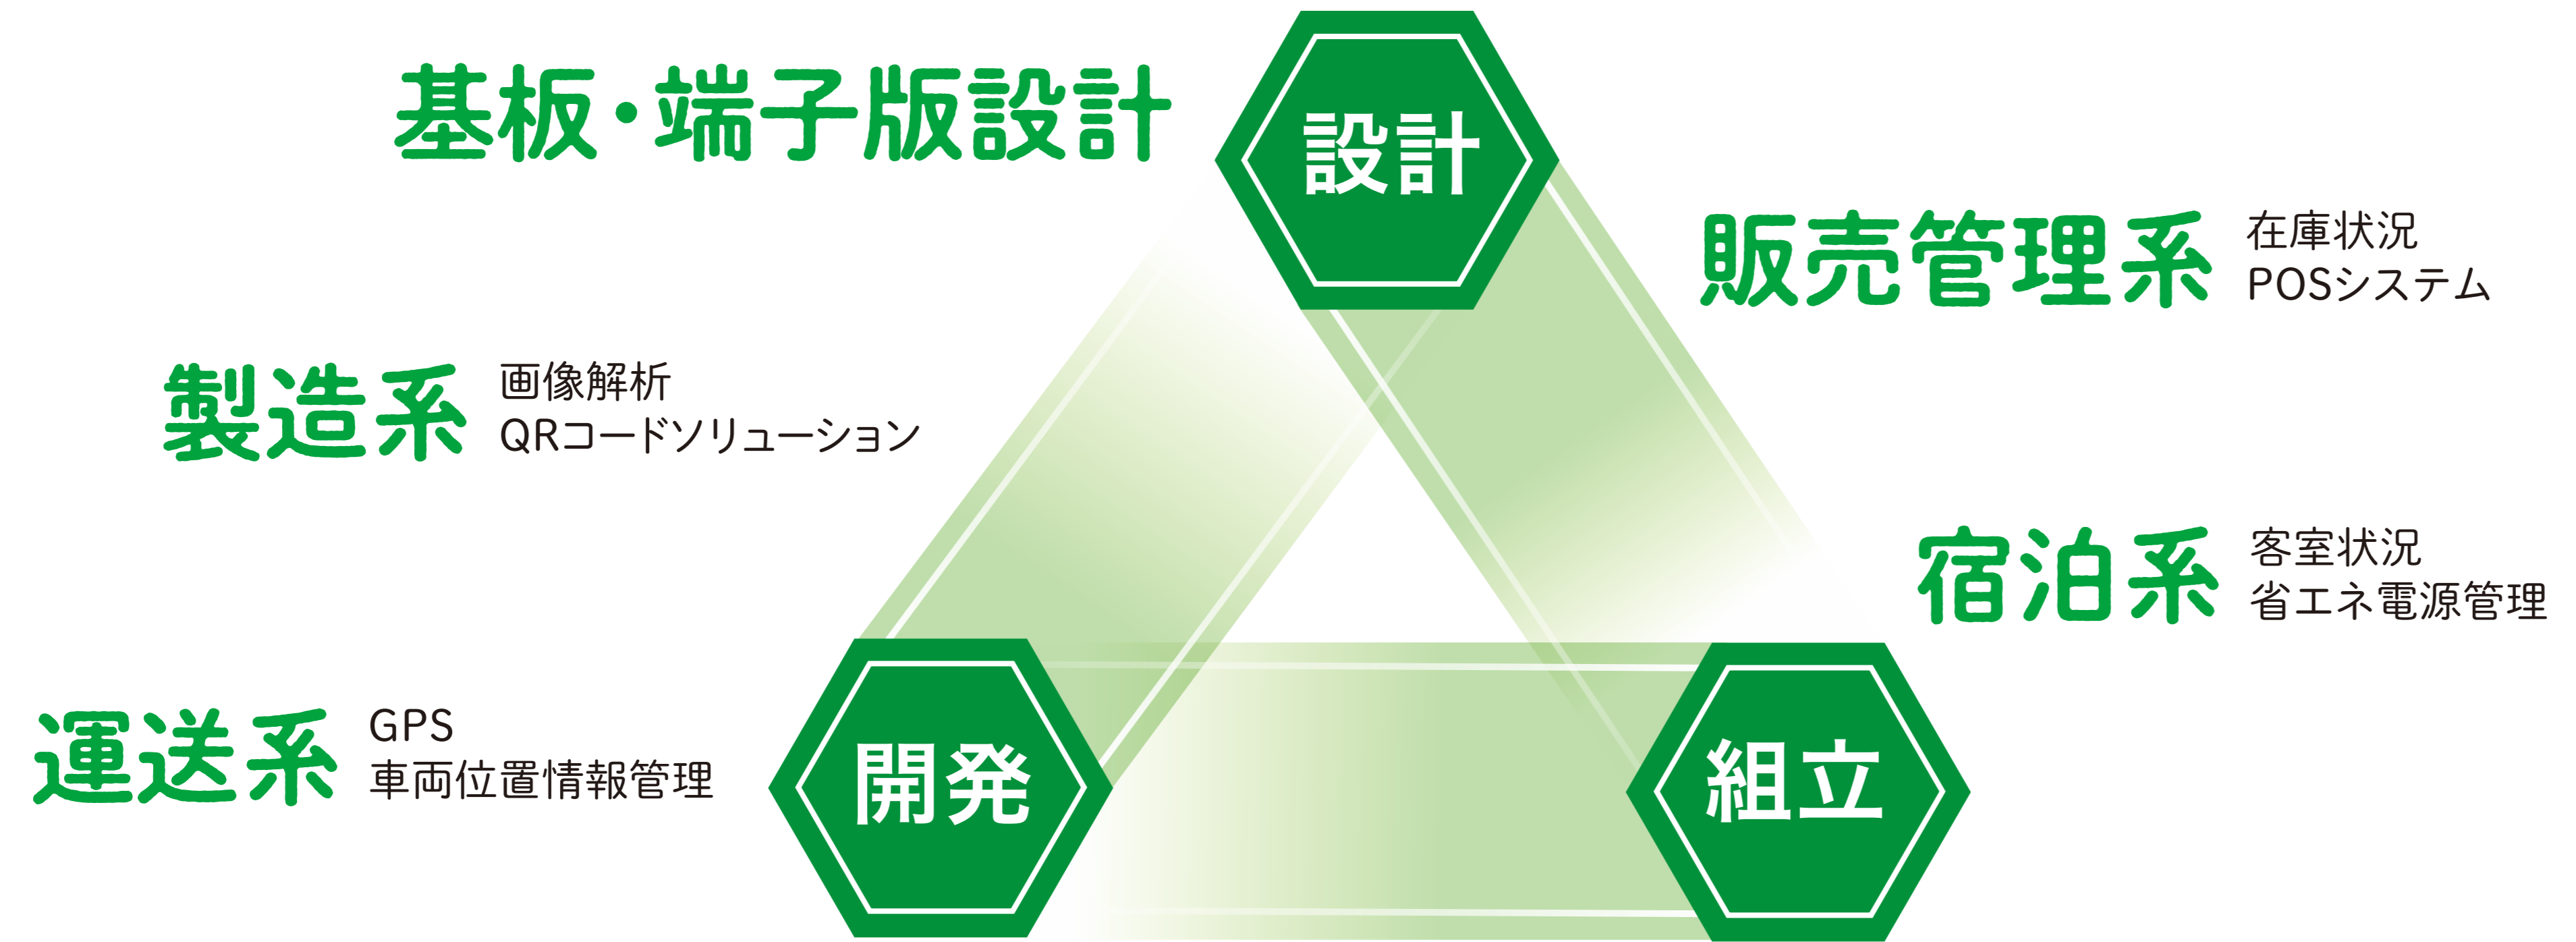 基板・端子版設計
設計
販売管理系
在庫状況
POSシステム
製造系
画像解析
QRコードソリューション
宿泊系
客室状況
省エネ電源管理
運送系
GPS
車両位置情報管理
開発
組立